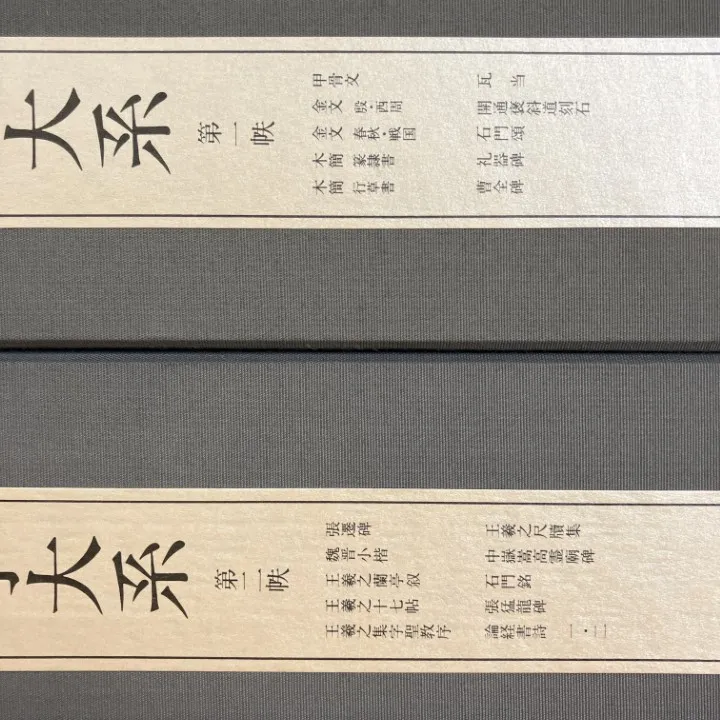 大系
第一帙
甲骨文
金文 殷・西周
金文 春秋・戦国
木簡 篆隷書
木簡 行草書
瓦当
開通褒斜道刻石
石門頌
礼器碑
曹全碑
大系
第二帙
張遷碑
魏晋小楷
王羲之蘭亭叙
王羲之十七帖
王羲之集字聖教序
王羲之尺牘集
中嶽嵩高霊廟碑
石門銘
張猛龍碑
論経書詩 一・二